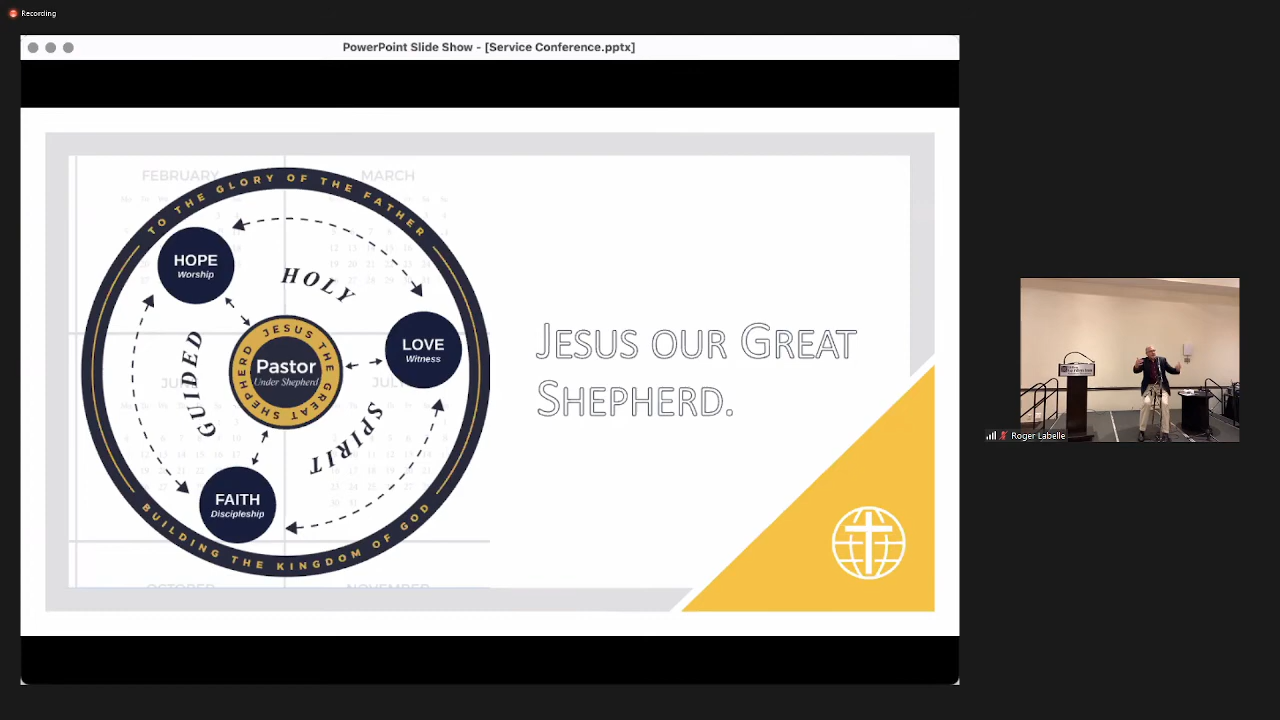 Recording
PowerPoint Slide Show - [Service Conference.pptx]
FEBRUARY
MARCH
TO THE GLORY OF THE FATHER
HOPE
Worship
HOLY
LOVE
Witness
JESUS THE GREAT SHEPHERD
Pastor
Under Shepherd
GUIDED
SPIRIT
FAITH
Discipleship
BUILDING THE KINGDOM OF GOD
OCTOBER
NOVEMBER
JESUS OUR GREAT
SHEPHERD.
Roger Labelle